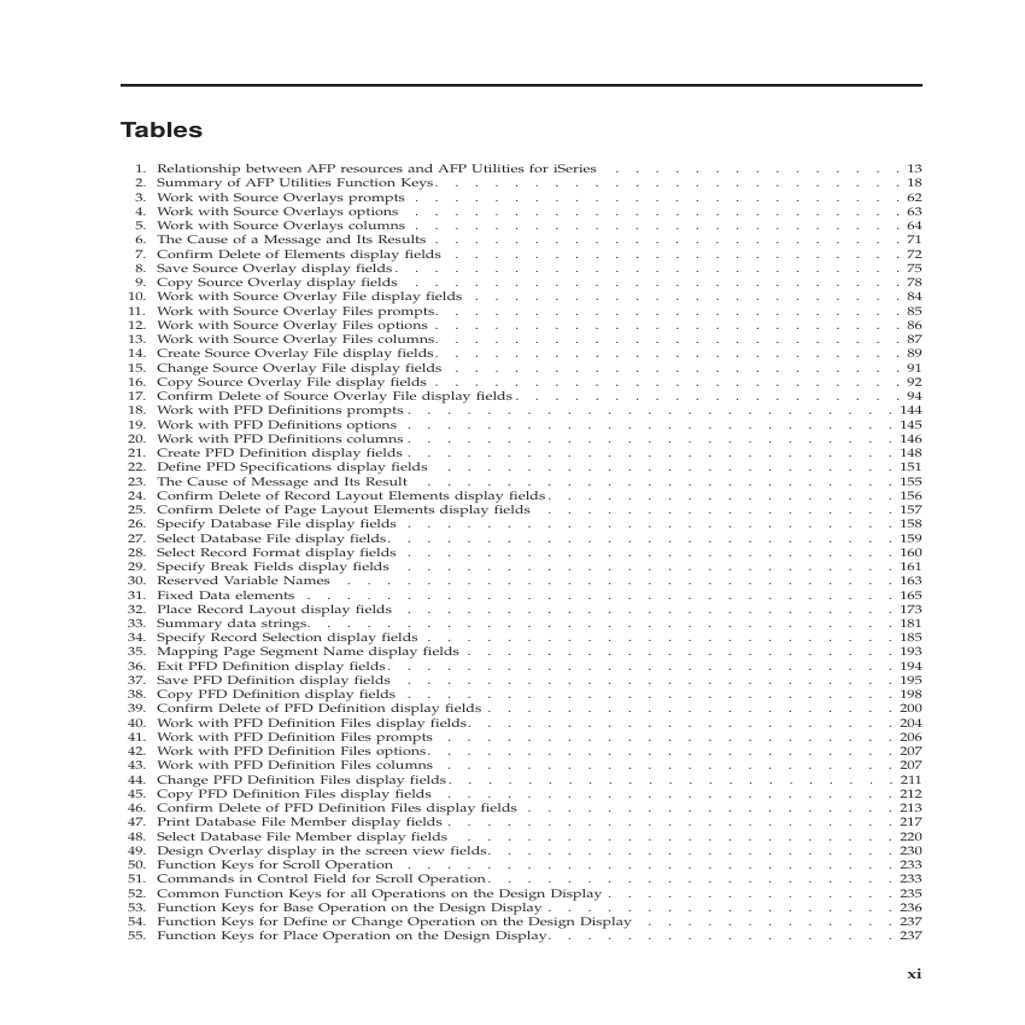 Tables
1. Relationship between AFP resources and AFP Utilities for iSeries . . . . . . . . . . . . . . . 13
2. Summary of AFP Utilities Function Keys. . . . . . . . . . . . . . . . . . . . . . . . 18
3. Work with Source Overlays prompts . . . . . . . . . . . . . . . . . . . . . . . . . 62
4. Work with Source Overlays options . . . . . . . . . . . . . . . . . . . . . . . . . 63
5. Work with Source Overlays columns . . . . . . . . . . . . . . . . . . . . . . . . . 64
6. The Cause of a Message and Its Results . . . . . . . . . . . . . . . . . . . . . . . . 71
7. Confirm Delete of Elements display fields . . . . . . . . . . . . . . . . . . . . . . . 72
8. Save Source Overlay display fields. . . . . . . . . . . . . . . . . . . . . . . . . . 75
9. Copy Source Overlay display fields . . . . . . . . . . . . . . . . . . . . . . . . . 78
10. Work with Source Overlay File display fields . . . . . . . . . . . . . . . . . . . . . . 84
11. Work with Source Overlay Files prompts. . . . . . . . . . . . . . . . . . . . . . . . 85
12. Work with Source Overlay Files options . . . . . . . . . . . . . . . . . . . . . . . . 86
13. Work with Source Overlay Files columns. . . . . . . . . . . . . . . . . . . . . . . . 87
14. Create Source Overlay File display fields. . . . . . . . . . . . . . . . . . . . . . . . 89
15. Change Source Overlay File display fields . . . . . . . . . . . . . . . . . . . . . . . 91
16. Copy Source Overlay File display fields . . . . . . . . . . . . . . . . . . . . . . . . 92
17. Confirm Delete of Source Overlay File display fields. . . . . . . . . . . . . . . . . . . . 94
18. Work with PFD Definitions prompts . . . . . . . . . . . . . . . . . . . . . . . . . 144
19. Work with PFD Definitions options . . . . . . . . . . . . . . . . . . . . . . . . . 145
20. Work with PFD Definitions columns . . . . . . . . . . . . . . . . . . . . . . . . . 146
21. Create PFD Definition display fields . . . . . . . . . . . . . . . . . . . . . . . . . 148
22. Define PFD Specifications display fields . . . . . . . . . . . . . . . . . . . . . . . 151
23. The Cause of Message and Its Result . . . . . . . . . . . . . . . . . . . . . . . . 155
24. Confirm Delete of Record Layout Elements display fields. . . . . . . . . . . . . . . . . . 156
25. Confirm Delete of Page Layout Elements display fields . . . . . . . . . . . . . . . . . . 157
26. Specify Database File display fields . . . . . . . . . . . . . . . . . . . . . . . . . 158
27. Select Database File display fields. . . . . . . . . . . . . . . . . . . . . . . . . . 159
28. Select Record Format display fields . . . . . . . . . . . . . . . . . . . . . . . . . 160
29. Specify Break Fields display fields . . . . . . . . . . . . . . . . . . . . . . . . . 161
30. Reserved Variable Names . . . . . . . . . . . . . . . . . . . . . . . . . . . . 163
31. Fixed Data elements . . . . . . . . . . . . . . . . . . . . . . . . . . . . . . 165
32. Place Record Layout display fields . . . . . . . . . . . . . . . . . . . . . . . . . 173
33. Summary data strings. . . . . . . . . . . . . . . . . . . . . . . . . . . . . . 181
34. Specify Record Selection display fields . . . . . . . . . . . . . . . . . . . . . . . . 185
35. Mapping Page Segment Name display fields . . . . . . . . . . . . . . . . . . . . . . 193
36. Exit PFD Definition display fields. . . . . . . . . . . . . . . . . . . . . . . . . . 194
37. Save PFD Definition display fields . . . . . . . . . . . . . . . . . . . . . . . . . 195
38. Copy PFD Definition display fields . . . . . . . . . . . . . . . . . . . . . . . . . 198
39. Confirm Delete of PFD Definition display fields . . . . . . . . . . . . . . . . . . . . . 200
40. Work with PFD Definition Files display fields. . . . . . . . . . . . . . . . . . . . . . 204
41. Work with PFD Definition Files prompts . . . . . . . . . . . . . . . . . . . . . . . 206
42. Work with PFD Definition Files options. . . . . . . . . . . . . . . . . . . . . . . . 207
43. Work with PFD Definition Files columns . . . . . . . . . . . . . . . . . . . . . . . 207
44. Change PFD Definition Files display fields . . . . . . . . . . . . . . . . . . . . . . . 211
45. Copy PFD Definition Files display fields . . . . . . . . . . . . . . . . . . . . . . . 212
46. Confirm Delete of PFD Definition Files display fields . . . . . . . . . . . . . . . . . . . 213
47. Print Database File Member display fields . . . . . . . . . . . . . . . . . . . . . . . 217
48. Select Database File Member display fields . . . . . . . . . . . . . . . . . . . . . . 220
49. Design Overlay display in the screen view fields. . . . . . . . . . . . . . . . . . . . . 230
50. Function Keys for Scroll Operation . . . . . . . . . . . . . . . . . . . . . . . . . 233
51. Commands in Control Field for Scroll Operation. . . . . . . . . . . . . . . . . . . . . 233
52. Common Function Keys for all Operations on the Design Display . . . . . . . . . . . . . . . 235
53. Function Keys for Base Operation on the Design Display . . . . . . . . . . . . . . . . . . 236
54. Function Keys for Define or Change Operation on the Design Display . . . . . . . . . . . . . 237
55. Function Keys for Place Operation on the Design Display. . . . . . . . . . . . . . . . . . 237
xi